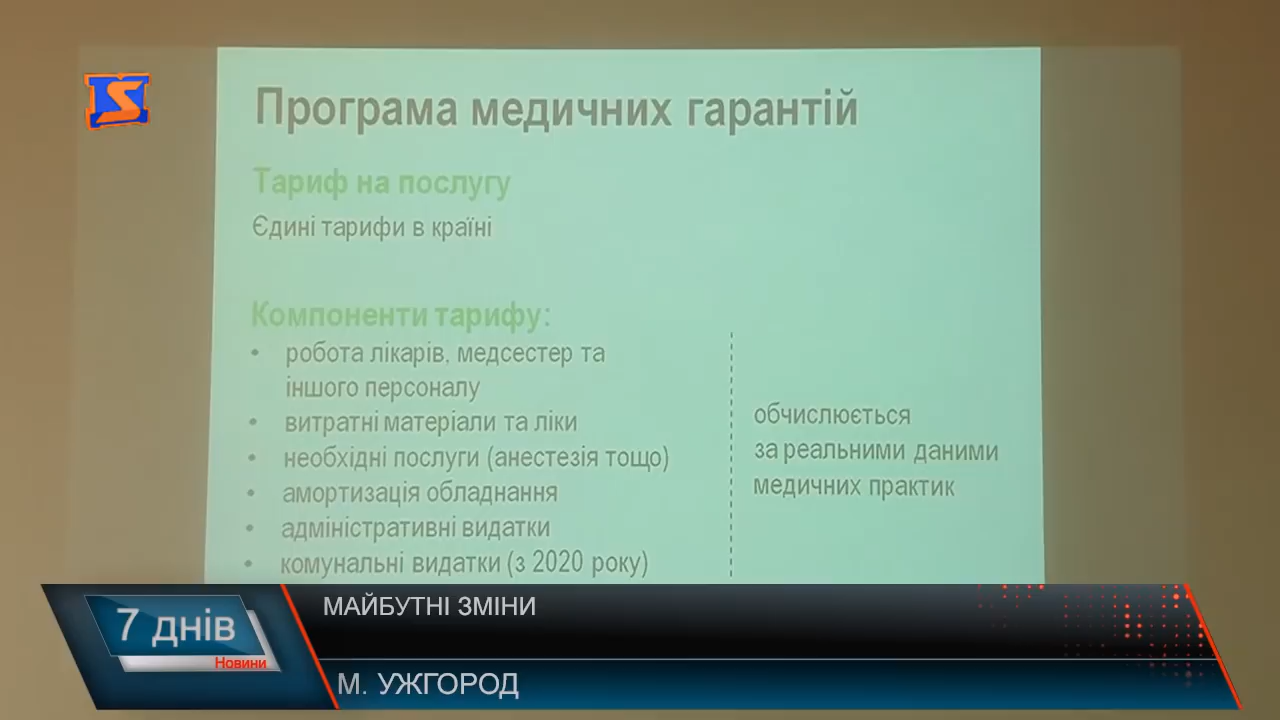 S
Програма медичних гарантій
Тариф на послугу
Єдині тарифи в країні
Компоненти тарифу:
• робота лікарів, медсестер та
іншого персоналу
• витратні матеріали та ліки
• необхідні послуги (анестезія тощо)
• амортизація обладнання
• адміністративні видатки
• комунальні видатки (з 2020 року)
обчислюється
за реальними даними
медичних практик
7 днів
Новини
МАЙБУТНІ ЗМІНИ
М. УЖГОРОД